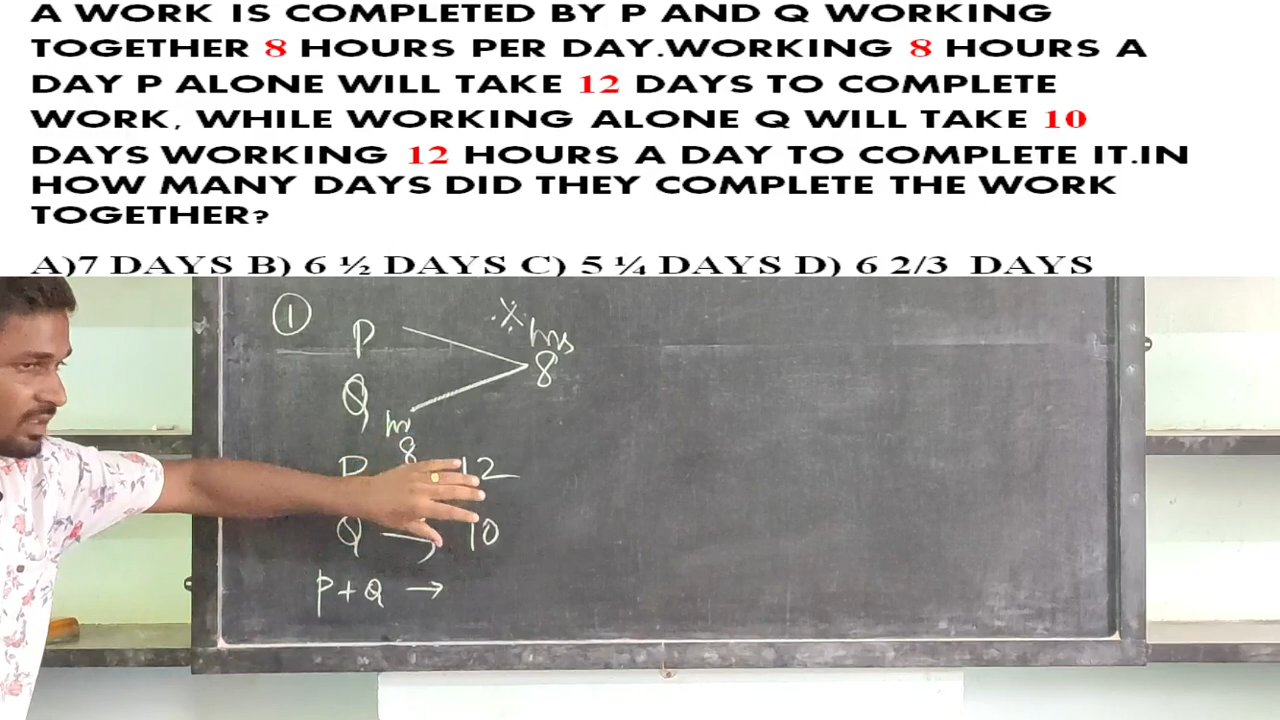 A WORK IS COMPLETED BY P AND Q WORKING
TOGETHER 8 HOURS PER DAY.WORKING 8 HOURS A
DAY P ALONE WILL TAKE 12 DAYS TO COMPLETE
WORK, WHILE WORKING ALONE Q WILL TAKE 10
DAYS WORKING 12 HOURS A DAY TO COMPLETE IT.IN
HOW MANY DAYS DID THEY COMPLETE THE WORK
TOGETHER?
A)7 DAYS B) 6 ½ DAYS C) 5 ¼ DAYS D) 6 2/3 DAYS
1
P
hrs
8
Q
hr
8
P 12
Q → 10
P+Q →